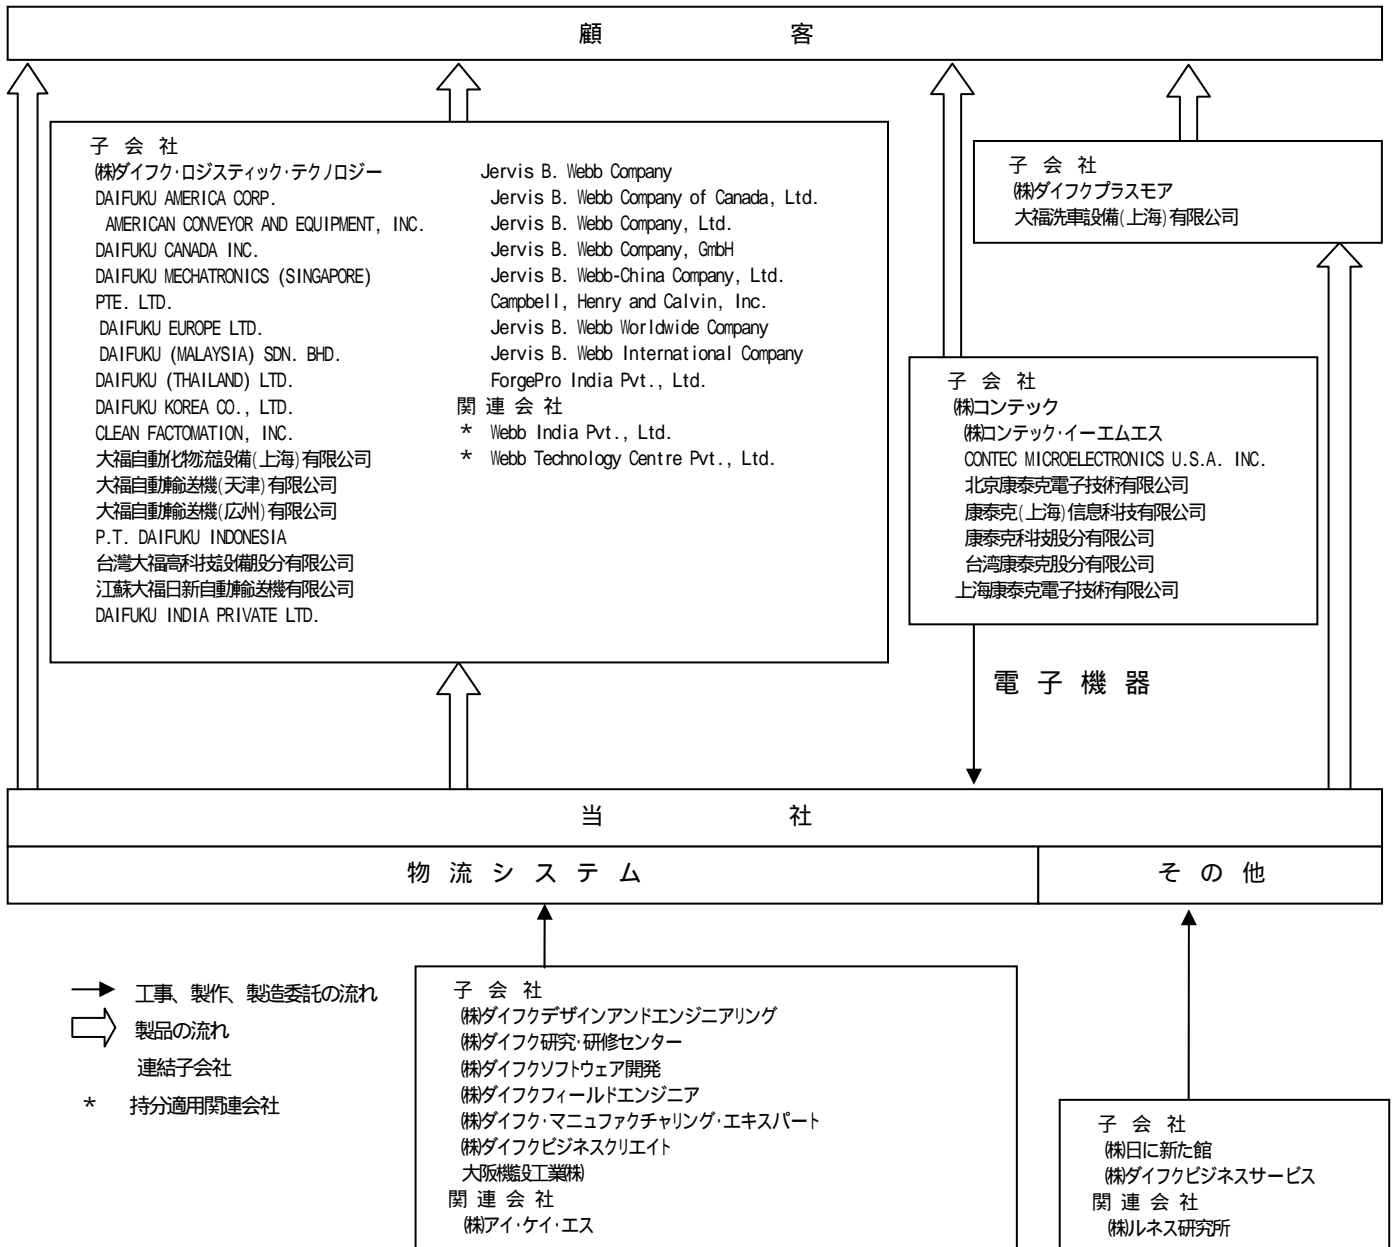 顧 客
子 会 社
㈱ダイフク・ロジスティック・テクノロジー
DAIFUKU AMERICA CORP.
AMERICAN CONVEYOR AND EQUIPMENT, INC.
DAIFUKU CANADA INC.
DAIFUKU MECHATRONICS (SINGAPORE)
PTE. LTD.
DAIFUKU EUROPE LTD.
DAIFUKU (MALAYSIA) SDN. BHD.
DAIFUKU (THAILAND) LTD.
DAIFUKU KOREA CO., LTD.
CLEAN FACTOMATION, INC.
大福自動化物流設備(上海)有限公司
大福自動輸送機(天津)有限公司
大福自動輸送機(広州)有限公司
P.T. DAIFUKU INDONESIA
台灣大福高科技設備股分有限公司
江蘇大福日新自動輸送機有限公司
DAIFUKU INDIA PRIVATE LTD.
Jervis B. Webb Company
Jervis B. Webb Company of Canada, Ltd.
Jervis B. Webb Company, Ltd.
Jervis B. Webb Company, GmbH
Jervis B. Webb-China Company, Ltd.
Campbell, Henry and Calvin, Inc.
Jervis B. Webb Worldwide Company
Jervis B. Webb International Company
ForgePro India Pvt., Ltd.
関 連 会 社
* Webb India Pvt., Ltd.
* Webb Technology Centre Pvt., Ltd.
子 会 社
㈱ダイフクプラスモア
大福洗車設備(上海)有限公司
子 会 社
㈱コンテック
㈱コンテック・イーエムエス
CONTEC MICROELECTRONICS U.S.A. INC.
北京康泰克電子技術有限公司
康泰克(上海)信息科技有限公司
康泰克科技股分有限公司
台湾康泰克股分有限公司
上海康泰克電子技術有限公司
電 子 機 器
当 社
物 流 シ ス テ ム
そ の 他
工事、製作、製造委託の流れ
製品の流れ
連結子会社
* 持分適用関連会社
子 会 社
㈱ダイフクデザインアンドエンジニアリング
㈱ダイフク研究・研修センター
㈱ダイフクソフトウェア開発
㈱ダイフクフィールドエンジニア
㈱ダイフク・マニュファクチャリング・エキスパート
㈱ダイフクビジネスクリエイト
大阪機設工業㈱
関 連 会 社
㈱アイ・ケイ・エス
子 会 社
㈱日に新た館
㈱ダイフクビジネスサービス
関 連 会 社
㈱ルネス研究所